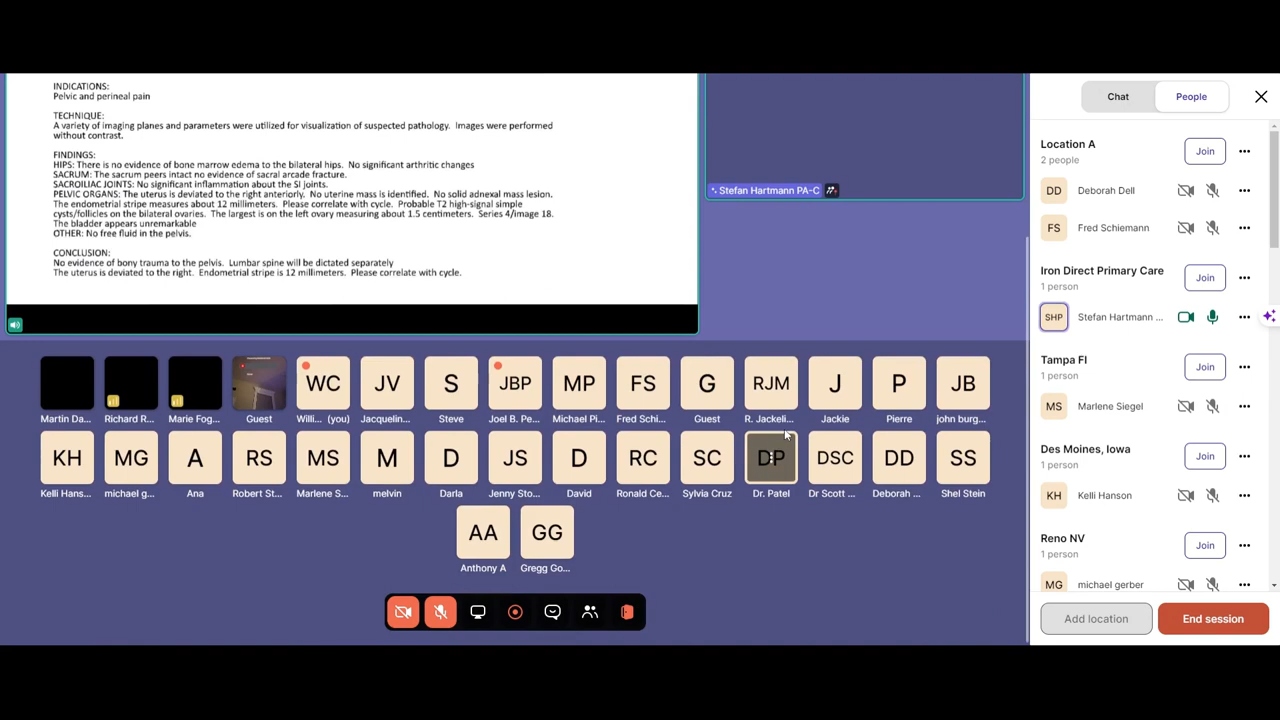 INDICATIONS:
Pelvic and perineal pain
TECHNIQUE:
A variety of imaging planes and parameters were utilized for visualization of suspected pathology. Images were performed
without contrast.
FINDINGS:
HIPS: There is no evidence of bone marrow edema to the bilateral hips. No significant arthritic changes
SACRUM: The sacrum peers intact no evidence of sacral arcade fracture.
SACROILIAC JOINTS: No significant inflammation about the SI joints.
PELVIC ORGANS: The uterus is deviated to the right anteriorly. No uterine mass is identified. No solid adnexal mass lesion.
The endometrial stripe measures about 12 millimeters. Please correlate with cycle. Probable T2 high-signal simple
cysts/follicles on the bilateral ovaries. The largest is on the left ovary measuring about 1.5 centimeters. Series 4/image 18.
The bladder appears unremarkable
OTHER: No free fluid in the pelvis.
CONCLUSION:
No evidence of bony trauma to the pelvis. Lumbar spine will be dictated separately
The uterus is deviated to the right. Endometrial stripe is 12 millimeters. Please correlate with cycle.
Stefan Hartmann PA-C
WC JV S JBP MP FS G RJM J P JB
Martin Da... Richard R... Marie Fog... Guest Willi... (you) Jacquelin... Steve Joel B. Pe... Michael Pi... Fred Schi... Guest R. Jackeli... Jackie Pierre john burg...
KH MG A RS MS M D JS D RC SC DP DSC DD SS
Kelli Hans... michael g... Ana Robert St... Marlene S... melvin Darla Jenny Sto... David Ronald Ce... Sylvia Cruz Dr. Patel Dr Scott ... Deborah ... Shel Stein
AA GG
Anthony A Gregg Go...
Chat People
Location A
2 people
Join
DD Deborah Dell
FS Fred Schiemann
Iron Direct Primary Care
1 person
Join
SHP Stefan Hartmann ...
Tampa Fl
1 person
Join
MS Marlene Siegel
Des Moines, Iowa
1 person
Join
KH Kelli Hanson
Reno NV
1 person
Join
MG michael gerber
Add location End session